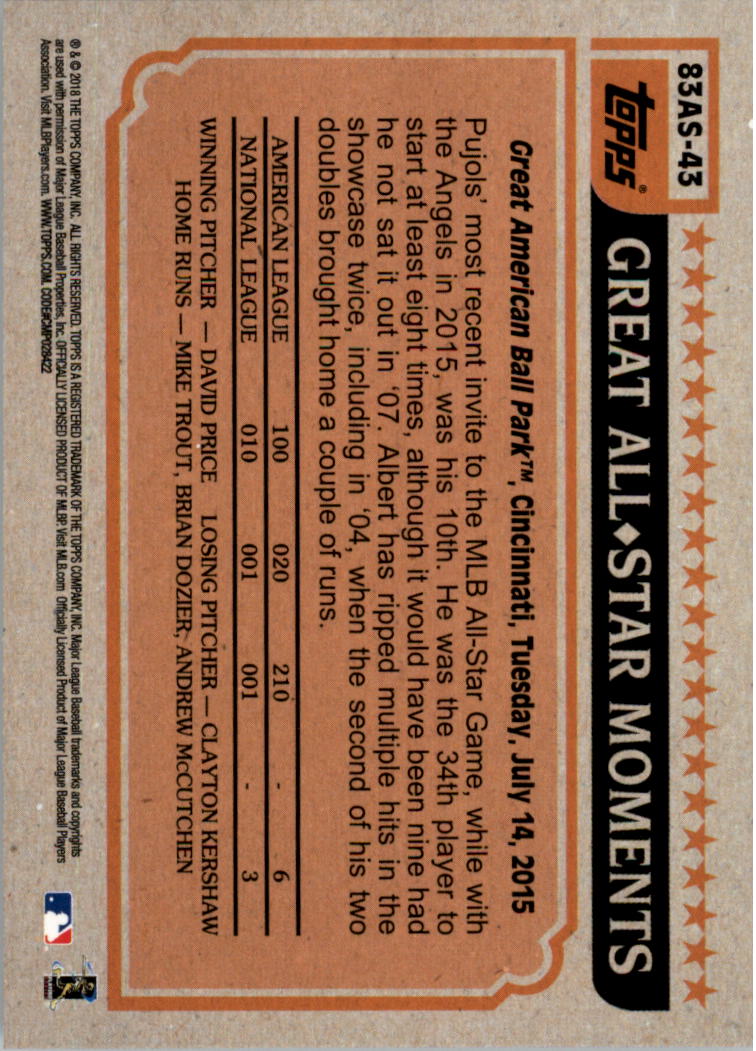 83AS-43
TOPPS®
GREAT ALL◆STAR MOMENTS
Great American Ball Park™, Cincinnati, Tuesday, July 14, 2015
Pujols' most recent invite to the MLB All-Star Game, while with
the Angels in 2015, was his 10th. He was the 34th player to
start at least eight times, although it would have been nine had
he not sat it out in '07. Albert has ripped multiple hits in the
showcase twice, including in '04, when the second of his two
doubles brought home a couple of runs.
AMERICAN LEAGUE 100 020 210 - 6
NATIONAL LEAGUE 010 001 001 - 3
WINNING PITCHER — DAVID PRICE LOSING PITCHER — CLAYTON KERSHAW
HOME RUNS — MIKE TROUT, BRIAN DOZIER, ANDREW McCUTCHEN
® & © 2018 THE TOPPS COMPANY, INC. ALL RIGHTS RESERVED. TOPPS IS A REGISTERED TRADEMARK OF THE TOPPS COMPANY, INC. Major League Baseball trademarks and copyrights
are used with permission of Major League Baseball Properties, Inc. OFFICIALLY LICENSED PRODUCT OF MLBP. Visit MLB.com Officially Licensed Product of Major League Baseball Players
Association. Visit MLBPlayers.com. WWW.TOPPS.COM. CODE#CMP028422